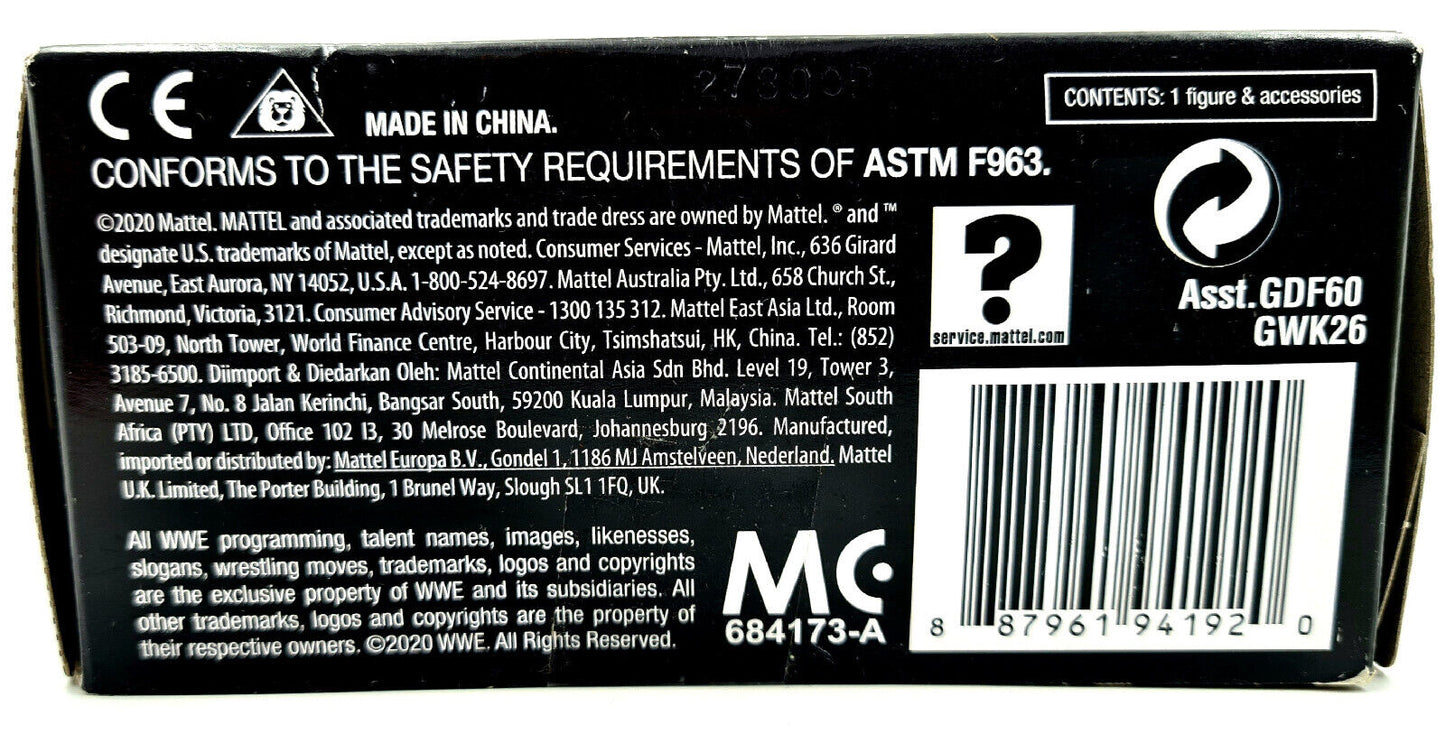 CE
MADE IN CHINA.
CONTENTS: 1 figure & accessories
CONFORMS TO THE SAFETY REQUIREMENTS OF ASTM F963.
©2020 Mattel. MATTEL and associated trademarks and trade dress are owned by Mattel. ® and ™
designate U.S. trademarks of Mattel, except as noted. Consumer Services - Mattel, Inc., 636 Girard
Avenue, East Aurora, NY 14052, U.S.A. 1-800-524-8697. Mattel Australia Pty. Ltd., 658 Church St.,
Richmond, Victoria, 3121. Consumer Advisory Service - 1300 135 312. Mattel East Asia Ltd., Room
503-09, North Tower, World Finance Centre, Harbour City, Tsimshatsui, HK, China. Tel.: (852)
3185-6500. Diimport & Diedarkan Oleh: Mattel Continental Asia Sdn Bhd. Level 19, Tower 3,
Avenue 7, No. 8 Jalan Kerinchi, Bangsar South, 59200 Kuala Lumpur, Malaysia. Mattel South
Africa (PTY) LTD, Office 102 I3, 30 Melrose Boulevard, Johannesburg 2196. Manufactured,
imported or distributed by: Mattel Europa B.V., Gondel 1, 1186 MJ Amstelveen, Nederland. Mattel
U.K. Limited, The Porter Building, 1 Brunel Way, Slough SL1 1FQ, UK.
?
service.mattel.com
Asst. GDF60
GWK26
All WWE programming, talent names, images, likenesses,
slogans, wrestling moves, trademarks, logos and copyrights
are the exclusive property of WWE and its subsidiaries. All
other trademarks, logos and copyrights are the property of
their respective owners. ©2020 WWE. All Rights Reserved.
MC
684173-A
8 87961 94192 0